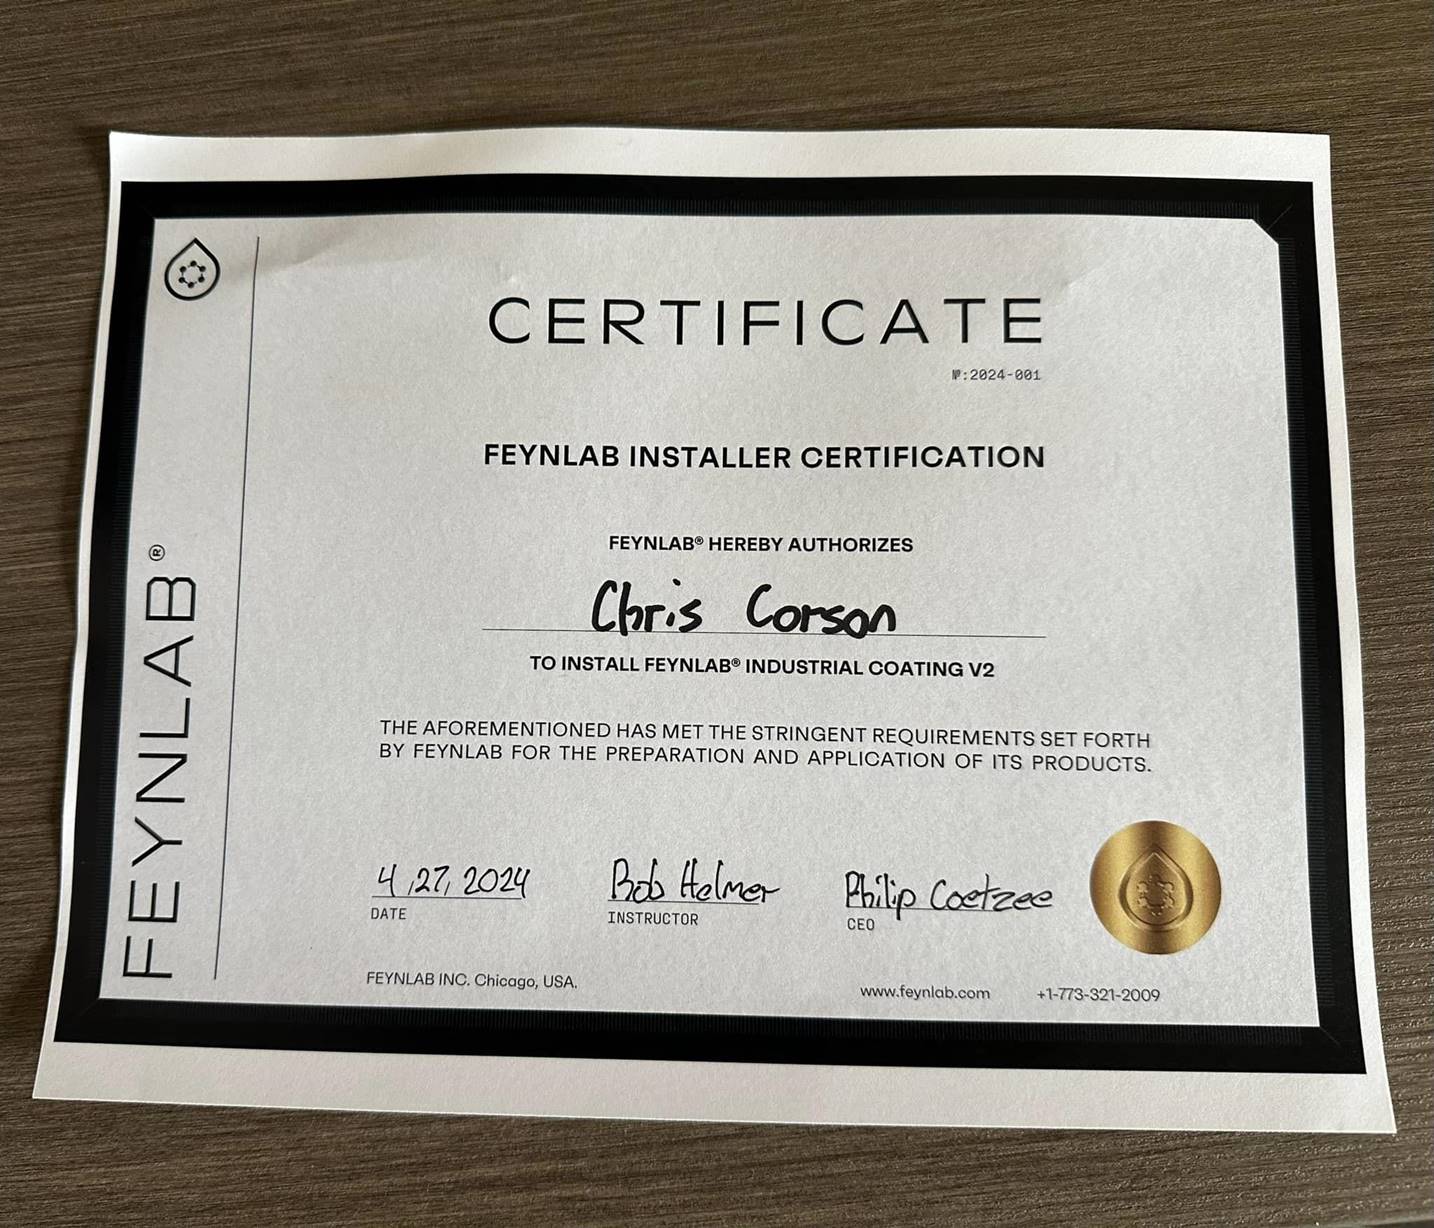 CERTIFICATE
№:2024-001
FEYNLAB INSTALLER CERTIFICATION
FEYNLAB® HEREBY AUTHORIZES
Chris Corson
TO INSTALL FEYNLAB® INDUSTRIAL COATING V2
THE AFOREMENTIONED HAS MET THE STRINGENT REQUIREMENTS SET FORTH
BY FEYNLAB FOR THE PREPARATION AND APPLICATION OF ITS PRODUCTS.
4,27,2024
DATE
Bob Helmer
INSTRUCTOR
Philip Coetzee
CEO
FEYNLAB INC. Chicago, USA.
www.feynlab.com
+1-773-321-2009
FEYNLAB®